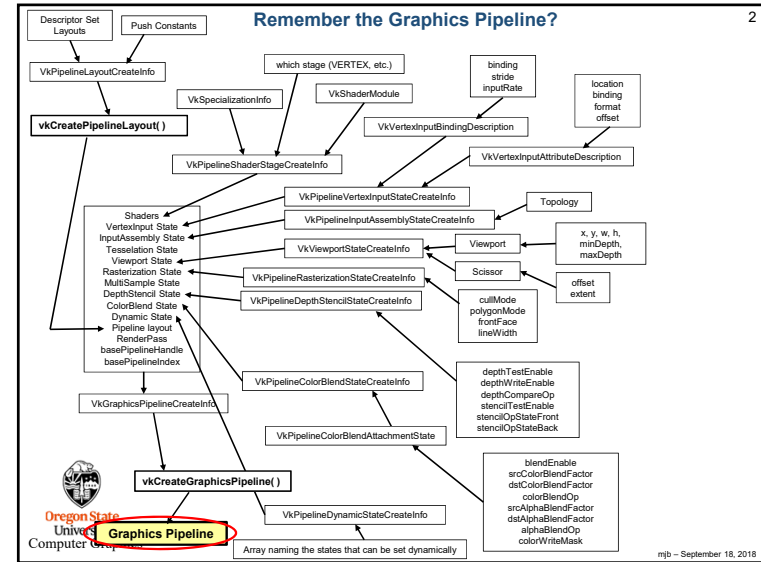 Remember the Graphics Pipeline?
2
Descriptor Set
Layouts
Push Constants
VkPipelineLayoutCreateInfo
vkCreatePipelineLayout( )
which stage (VERTEX, etc.)
VkSpecializationInfo
VkShaderModule
VkPipelineShaderStageCreateInfo
binding
stride
inputRate
location
binding
format
offset
VkVertexInputBindingDescription
VkVertexInputAttributeDescription
VkPipelineVertexInputStateCreateInfo
Topology
VkPipelineInputAssemblyStateCreateInfo
Shaders
VertexInput State
InputAssembly State
Tesselation State
Viewport State
Rasterization State
MultiSample State
DepthStencil State
ColorBlend State
Dynamic State
Pipeline layout
RenderPass
basePipelineHandle
basePipelineIndex
VkViewportStateCreateInfo
Viewport
x, y, w, h,
minDepth,
maxDepth
Scissor
offset
extent
VkPipelineRasterizationStateCreateInfo
cullMode
polygonMode
frontFace
lineWidth
VkPipelineDepthStencilStateCreateInfo
depthTestEnable
depthWriteEnable
depthCompareOp
stencilTestEnable
stencilOpStateFront
stencilOpStateBack
VkPipelineColorBlendStateCreateInfo
VkGraphicsPipelineCreateInfo
VkPipelineColorBlendAttachmentState
blendEnable
srcColorBlendFactor
dstColorBlendFactor
colorBlendOp
srcAlphaBlendFactor
dstAlphaBlendFactor
alphaBlendOp
colorWriteMask
vkCreateGraphicsPipeline( )
VkPipelineDynamicStateCreateInfo
Array naming the states that can be set dynamically
Graphics Pipeline
Oregon State
Computer
mjb – September 18, 2018